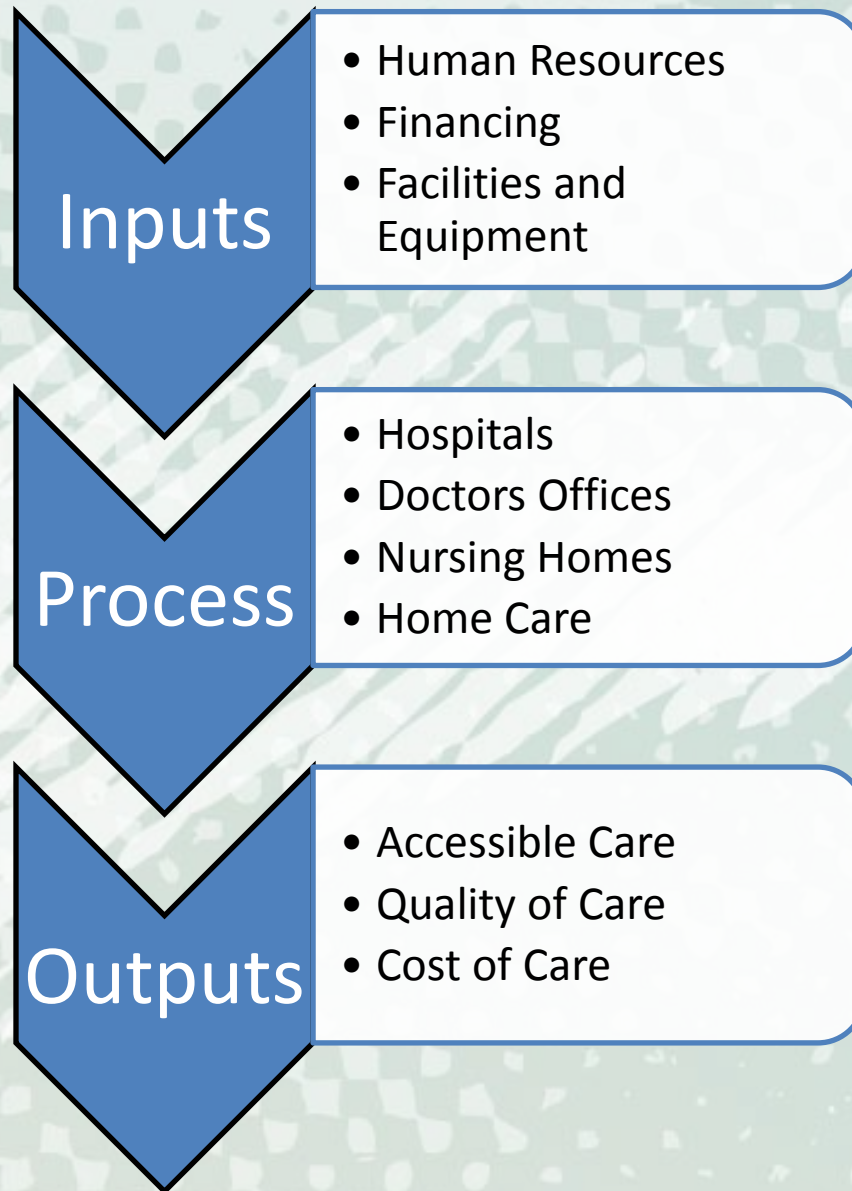 Inputs
• Human Resources
• Financing
• Facilities and
Equipment
Process
• Hospitals
• Doctors Offices
• Nursing Homes
• Home Care
Outputs
• Accessible Care
• Quality of Care
• Cost of Care